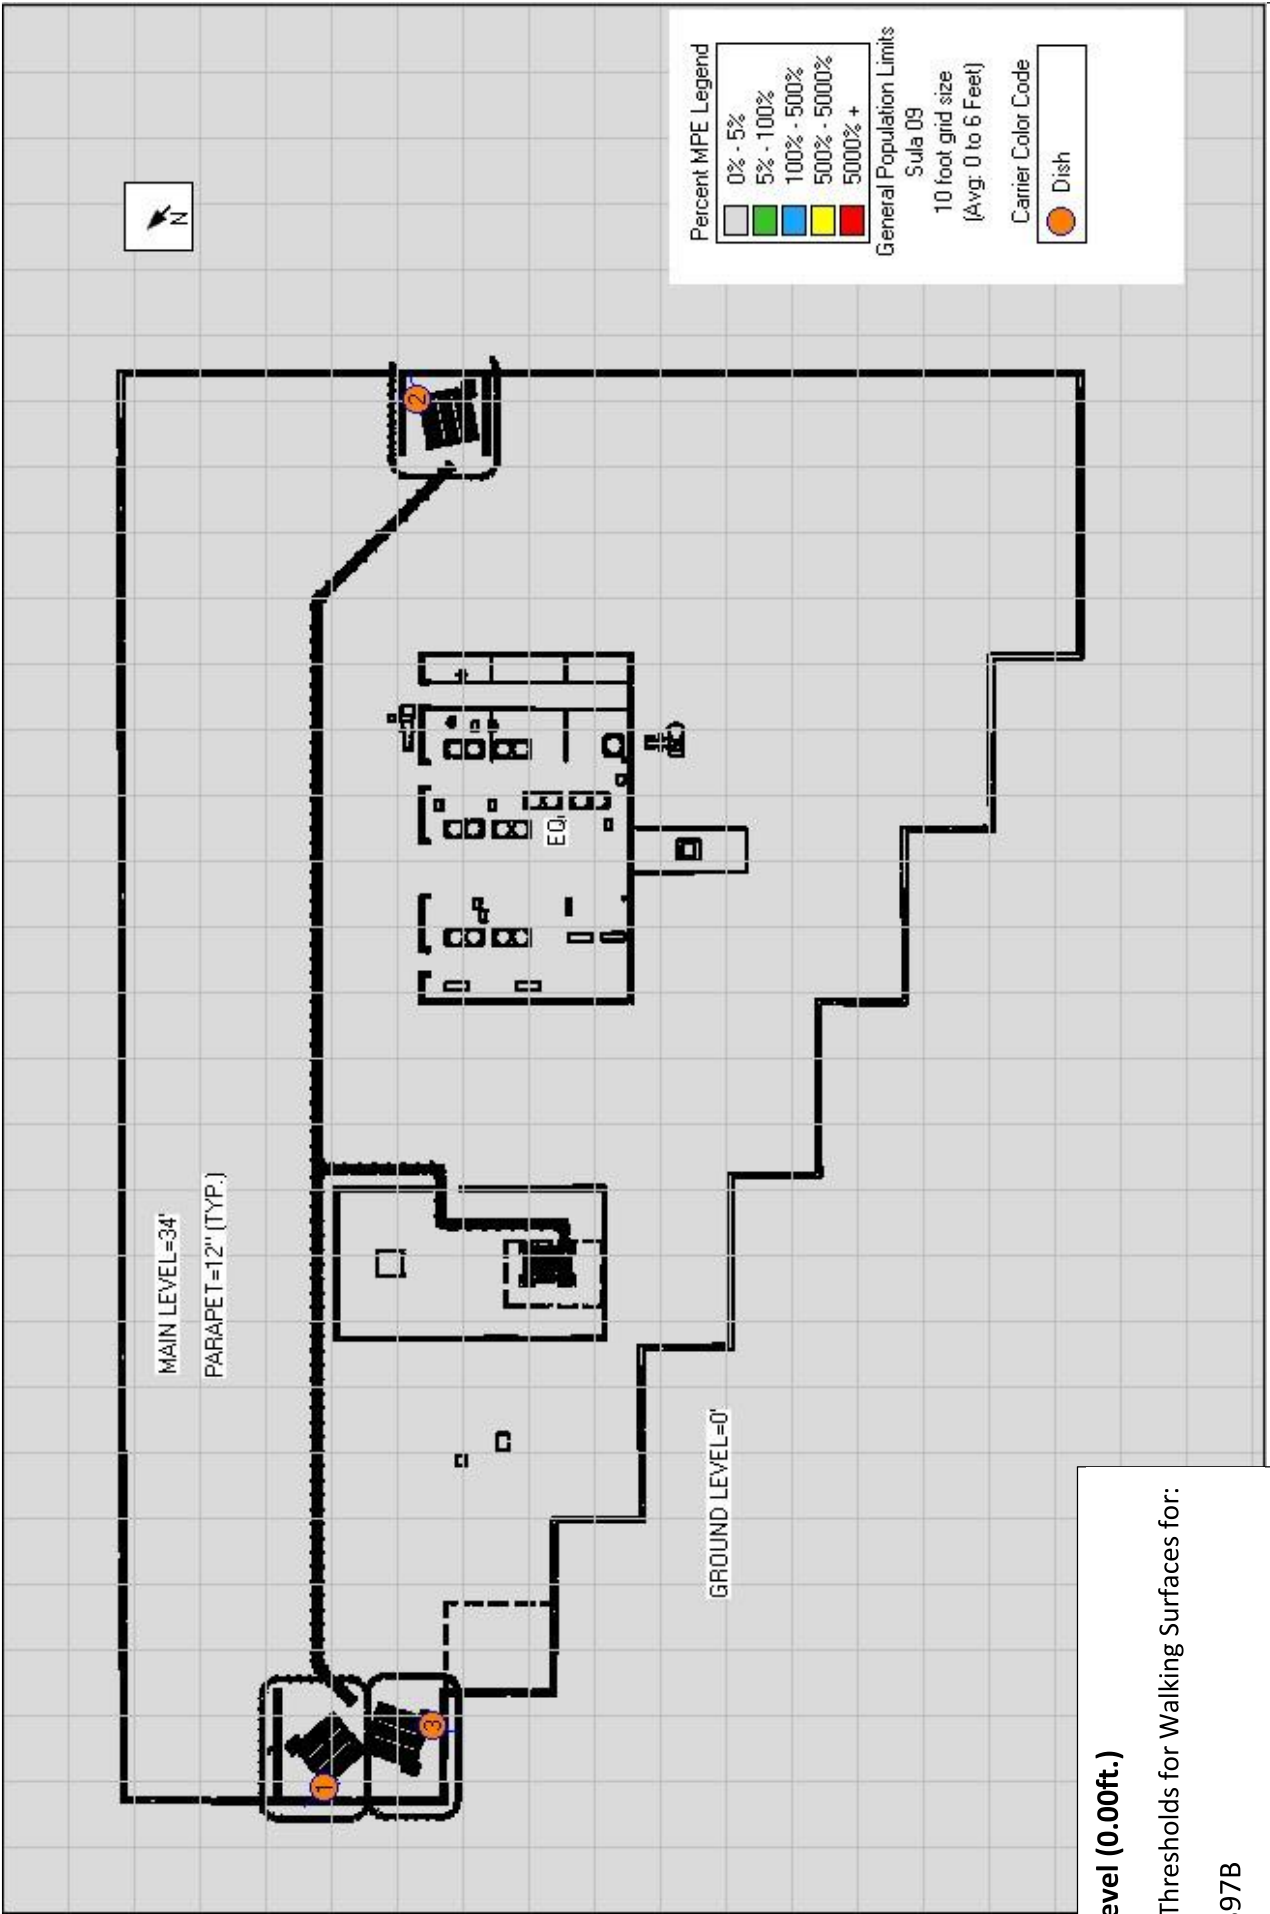 evel (0.00ft.)
Thresholds for Walking Surfaces for:
97B
MAIN LEVEL=34'
PARAPET=12" (TYP.)
GROUND LEVEL=0'
EQ
1
2
3
N
Percent MPE Legend
0% - 5%
5% - 100%
100% - 500%
500% - 5000%
5000% +
General Population Limits
Sula 09
10 foot grid size
(Avg: 0 to 6 Feet)
Carrier Color Code
Dish